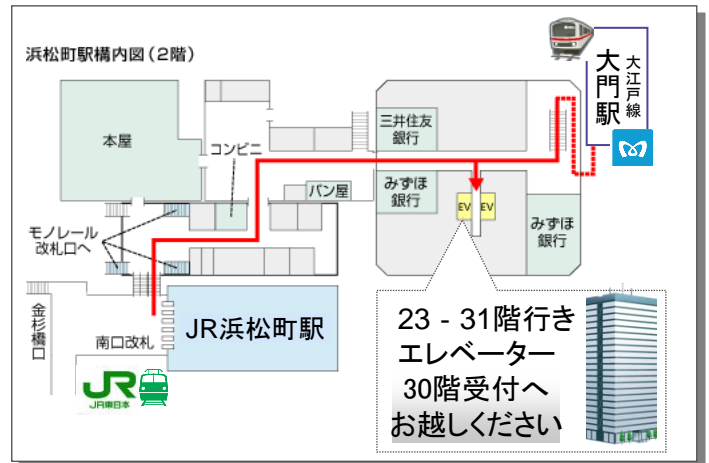 浜松町駅構内図(2階)
大門駅
大江戸線
本屋
コンビニ
三井住友
銀行
パン屋
みずほ
銀行
EV EV
みずほ
銀行
モノレール
改札口へ
金杉橋口
南口改札
JR浜松町駅
JR
JR東日本
23 - 31階行き
エレベーター
30階受付へ
お越しください